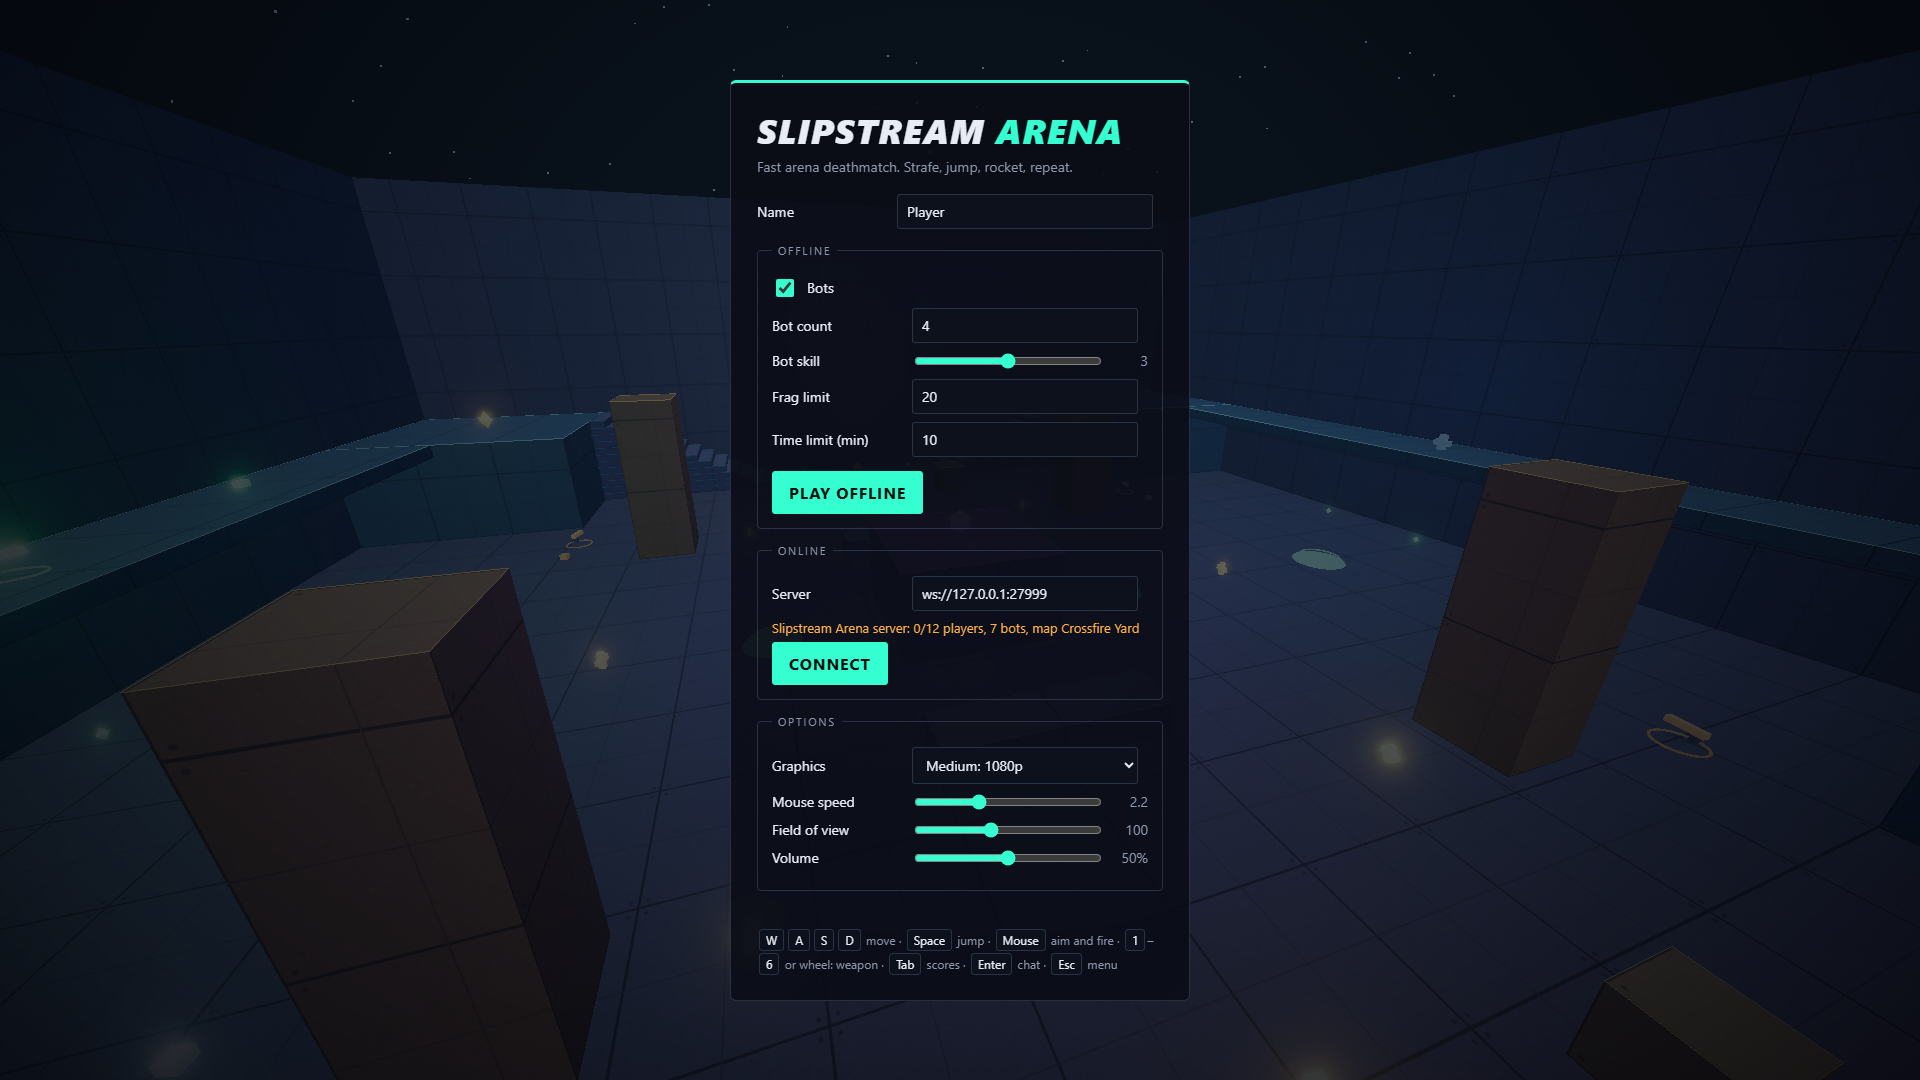 SLIPSTREAM ARENA
Fast arena deathmatch. Strafe, jump, rocket, repeat.
Name Player
OFFLINE
Bots
Bot count 4
Bot skill 3
Frag limit 20
Time limit (min) 10
PLAY OFFLINE
ONLINE
Server ws://127.0.0.1:27999
Slipstream Arena server: 0/12 players, 7 bots, map Crossfire Yard
CONNECT
OPTIONS
Graphics Medium: 1080p
Mouse speed 2.2
Field of view 100
Volume 50%
W A S D move · Space jump · Mouse aim and fire · 1 –
6 or wheel: weapon · Tab scores · Enter chat · Esc menu